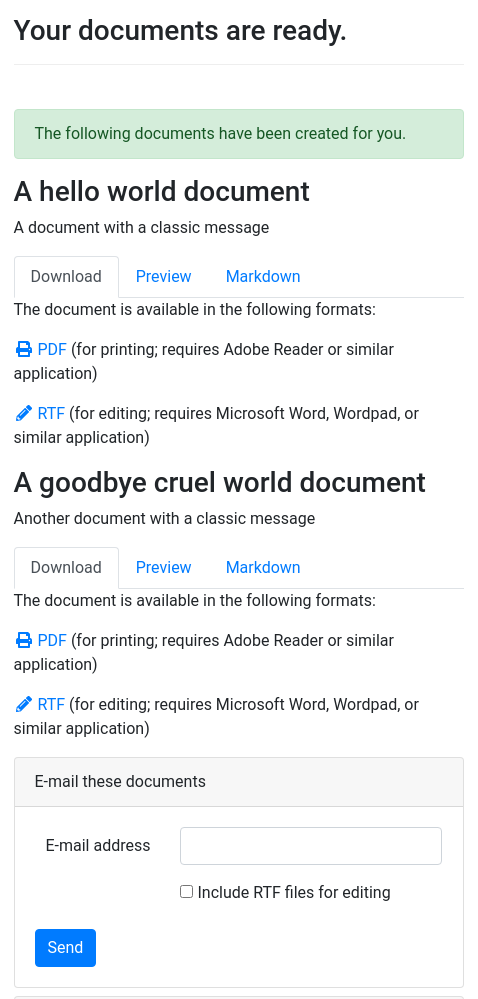 Your documents are ready.
The following documents have been created for you.
A hello world document
A document with a classic message
Download Preview Markdown
The document is available in the following formats:
PDF (for printing; requires Adobe Reader or similar
application)
RTF (for editing; requires Microsoft Word, Wordpad, or
similar application)
A goodbye cruel world document
Another document with a classic message
Download Preview Markdown
The document is available in the following formats:
PDF (for printing; requires Adobe Reader or similar
application)
RTF (for editing; requires Microsoft Word, Wordpad, or
similar application)
E-mail these documents
E-mail address
Include RTF files for editing
Send